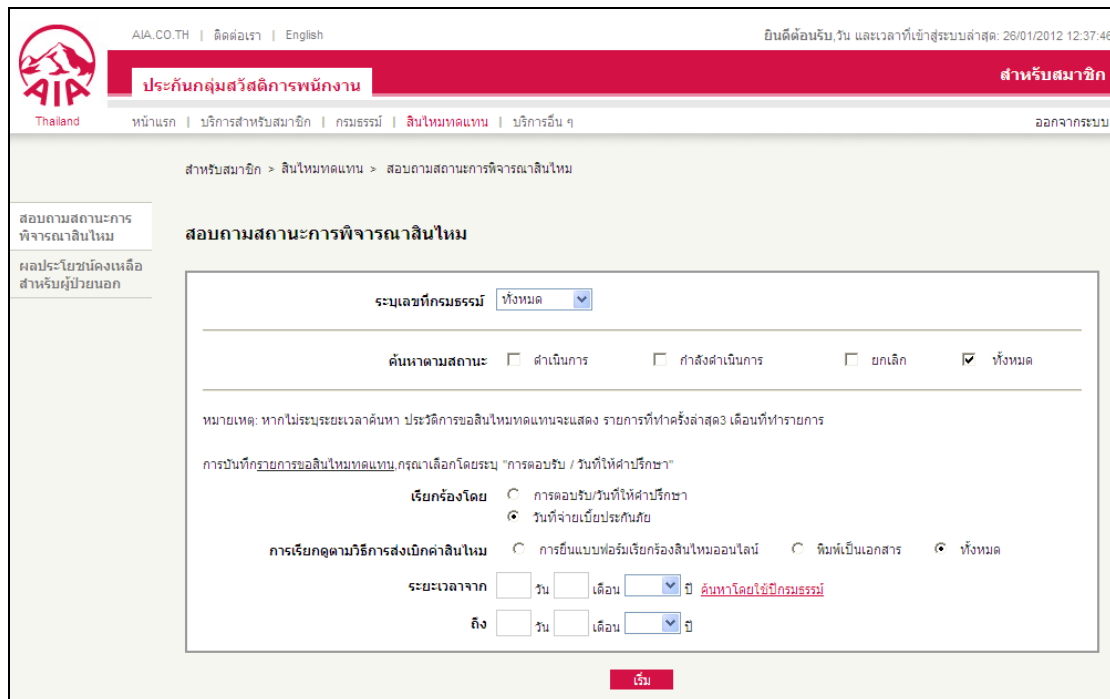 AIA.CO.TH | ติดต่อเรา | English
ยินดีต้อนรับ,วัน และเวลาที่เข้าสู่ระบบล่าสุด: 26/01/2012 12:37:46
AIA
Thailand
ประกันกลุ่มสวัสดิการพนักงาน
สำหรับสมาชิก
หน้าแรก | บริการสำหรับสมาชิก | กรมธรรม์ | สินไหมทดแทน | บริการอื่น ๆ
ออกจากระบบ
สำหรับสมาชิก > สินไหมทดแทน > สอบถามสถานะการพิจารณาสินไหม
สอบถามสถานะการ
พิจารณาสินไหม
ผลประโยชน์คงเหลือ
สำหรับผู้ป่วยนอก
สอบถามสถานะการพิจารณาสินไหม
ระบุเลขที่กรมธรรม์ ทั้งหมด
ค้นหาตามสถานะ ดำเนินการ กำลังดำเนินการ ยกเลิก ทั้งหมด
หมายเหตุ: หากไม่ระบุระยะเวลาค้นหา ประวัติการขอสินไหมทดแทนจะแสดง รายการที่ทำครั้งล่าสุด3 เดือนที่ทำรายการ
การบันทึกรายการขอสินไหมทดแทน,กรุณาเลือกโดยระบุ "การตอบรับ / วันที่ให้คำปรึกษา"
เรียกร้องโดย การตอบรับ/วันที่ให้คำปรึกษา
วันที่จ่ายเบี้ยประกันภัย
การเรียกดูตามวิธีการส่งเบิกค่าสินไหม การยื่นแบบฟอร์มเรียกร้องสินไหมออนไลน์ พิมพ์เป็นเอกสาร ทั้งหมด
ระยะเวลาจาก วัน เดือน ปี ค้นหาโดยใช้ปีกรมธรรม์
ถึง วัน เดือน ปี
เริ่ม